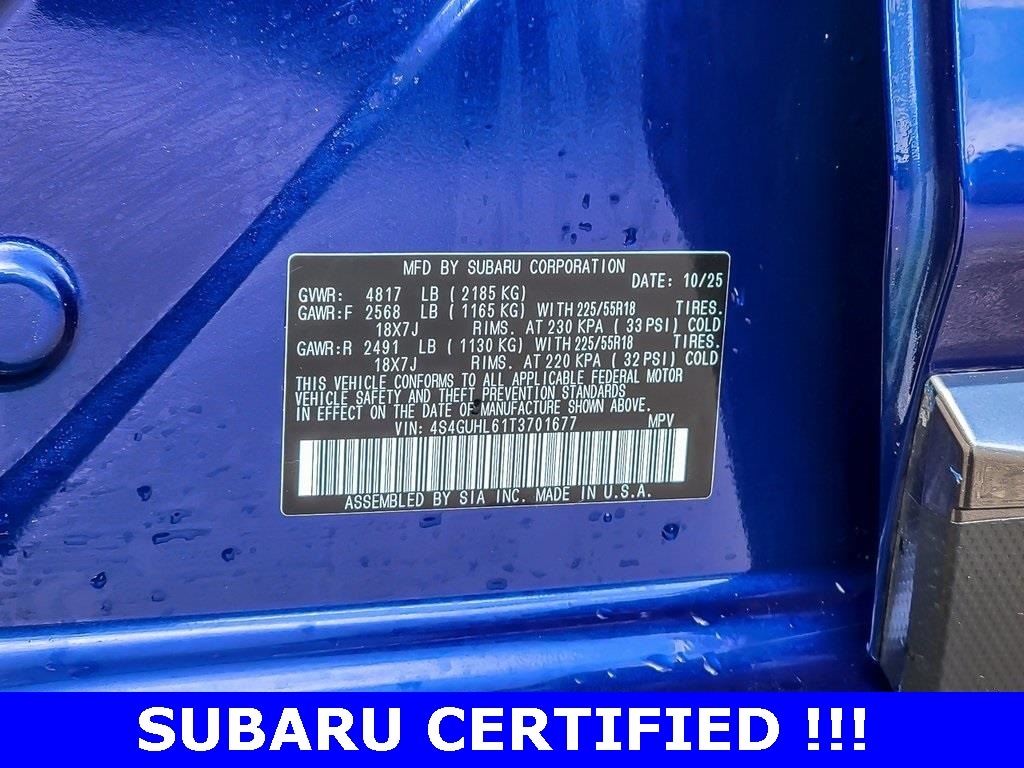 MFD BY SUBARU CORPORATION DATE: 10/25
GVWR: 4817 LB ( 2185 KG)
GAWR:F 2568 LB ( 1165 KG) WITH 225/55R18 TIRES.
18X7J RIMS. AT 230 KPA ( 33 PSI) COLD
GAWR:R 2491 LB ( 1130 KG) WITH 225/55R18 TIRES.
18X7J RIMS. AT 220 KPA ( 32 PSI) COLD
THIS VEHICLE CONFORMS TO ALL APPLICABLE FEDERAL MOTOR
VEHICLE SAFETY AND THEFT PREVENTION STANDARDS
IN EFFECT ON THE DATE OF MANUFACTURE SHOWN ABOVE.
VIN: 4S4GUHL61T3701677 MPV
ASSEMBLED BY SIA INC. MADE IN U.S.A.
SUBARU CERTIFIED !!!